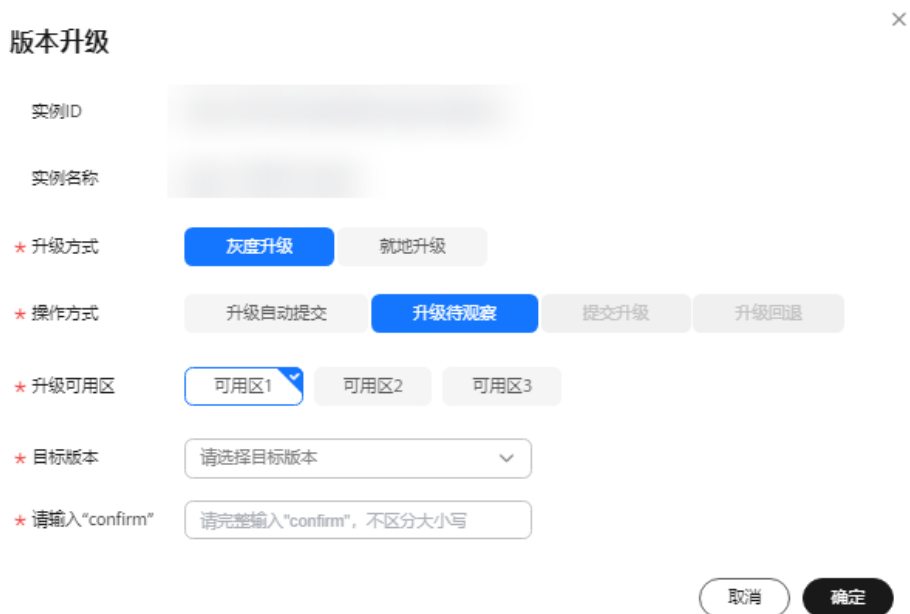 版本升级
实例ID
实例名称
* 升级方式 灰度升级 就地升级
* 操作方式 升级自动提交 升级待观察 提交升级 升级回退
* 升级可用区 可用区1 可用区2 可用区3
* 目标版本 请选择目标版本
* 请输入“confirm” 请完整输入"confirm"，不区分大小写
取消 确定